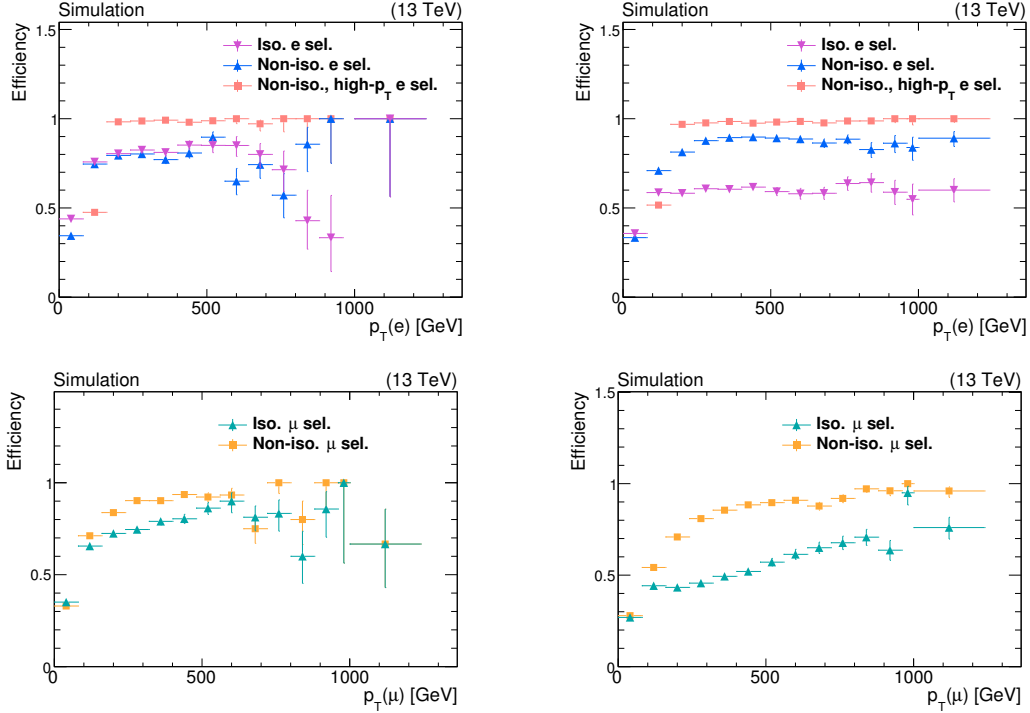 Simulation (13 TeV)
Efficiency
1.5
1
0.5
0
Iso. e sel.
Non-iso. e sel.
Non-iso., high-p_T e sel.
0 500 1000
p_T(e) [GeV]
Simulation (13 TeV)
Efficiency
1.5
1
0.5
0
Iso. e sel.
Non-iso. e sel.
Non-iso., high-p_T e sel.
0 500 1000
p_T(e) [GeV]
Simulation (13 TeV)
Efficiency
1
0.5
0
Iso. μ sel.
Non-iso. μ sel.
0 500 1000
p_T(μ) [GeV]
Simulation (13 TeV)
Efficiency
1.5
1
0.5
0
Iso. μ sel.
Non-iso. μ sel.
0 500 1000
p_T(μ) [GeV]